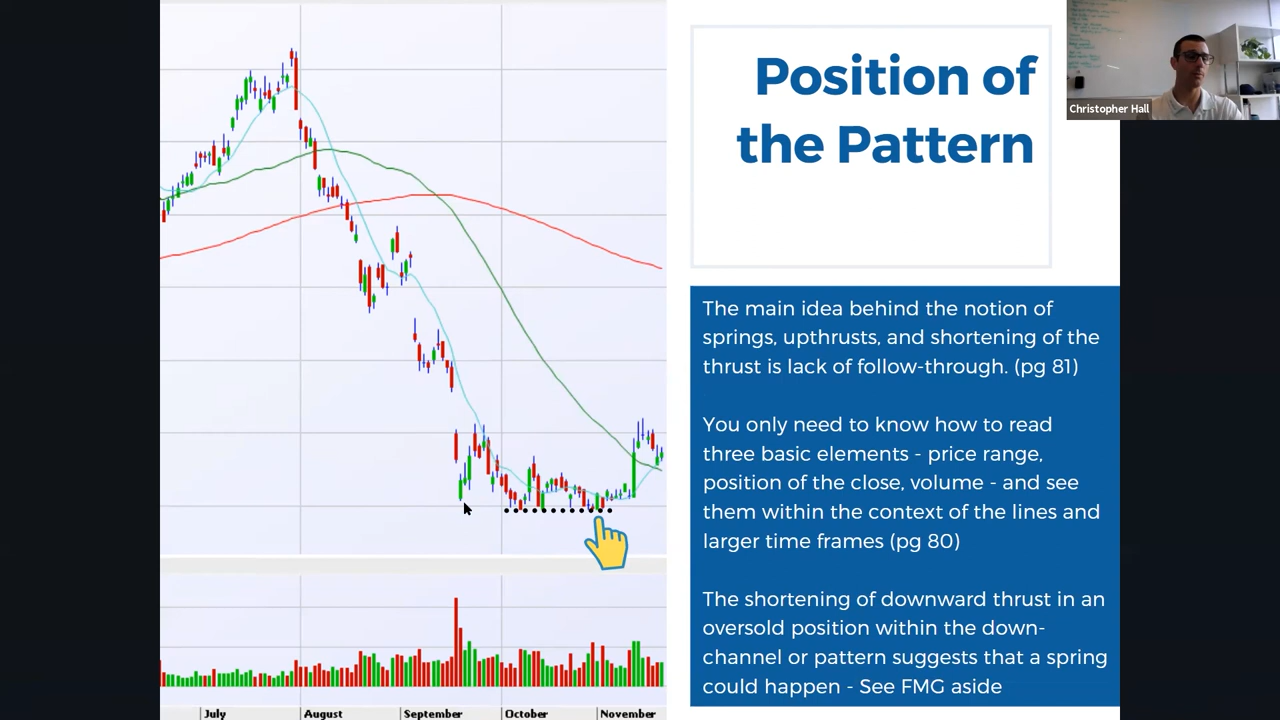 Position of
the Pattern
Christopher Hall
The main idea behind the notion of
springs, upthrusts, and shortening of the
thrust is lack of follow-through. (pg 81)
You only need to know how to read
three basic elements - price range,
position of the close, volume - and see
them within the context of the lines and
larger time frames (pg 80)
The shortening of downward thrust in an
oversold position within the down-
channel or pattern suggests that a spring
could happen - See FMG aside
July
August
September
October
November